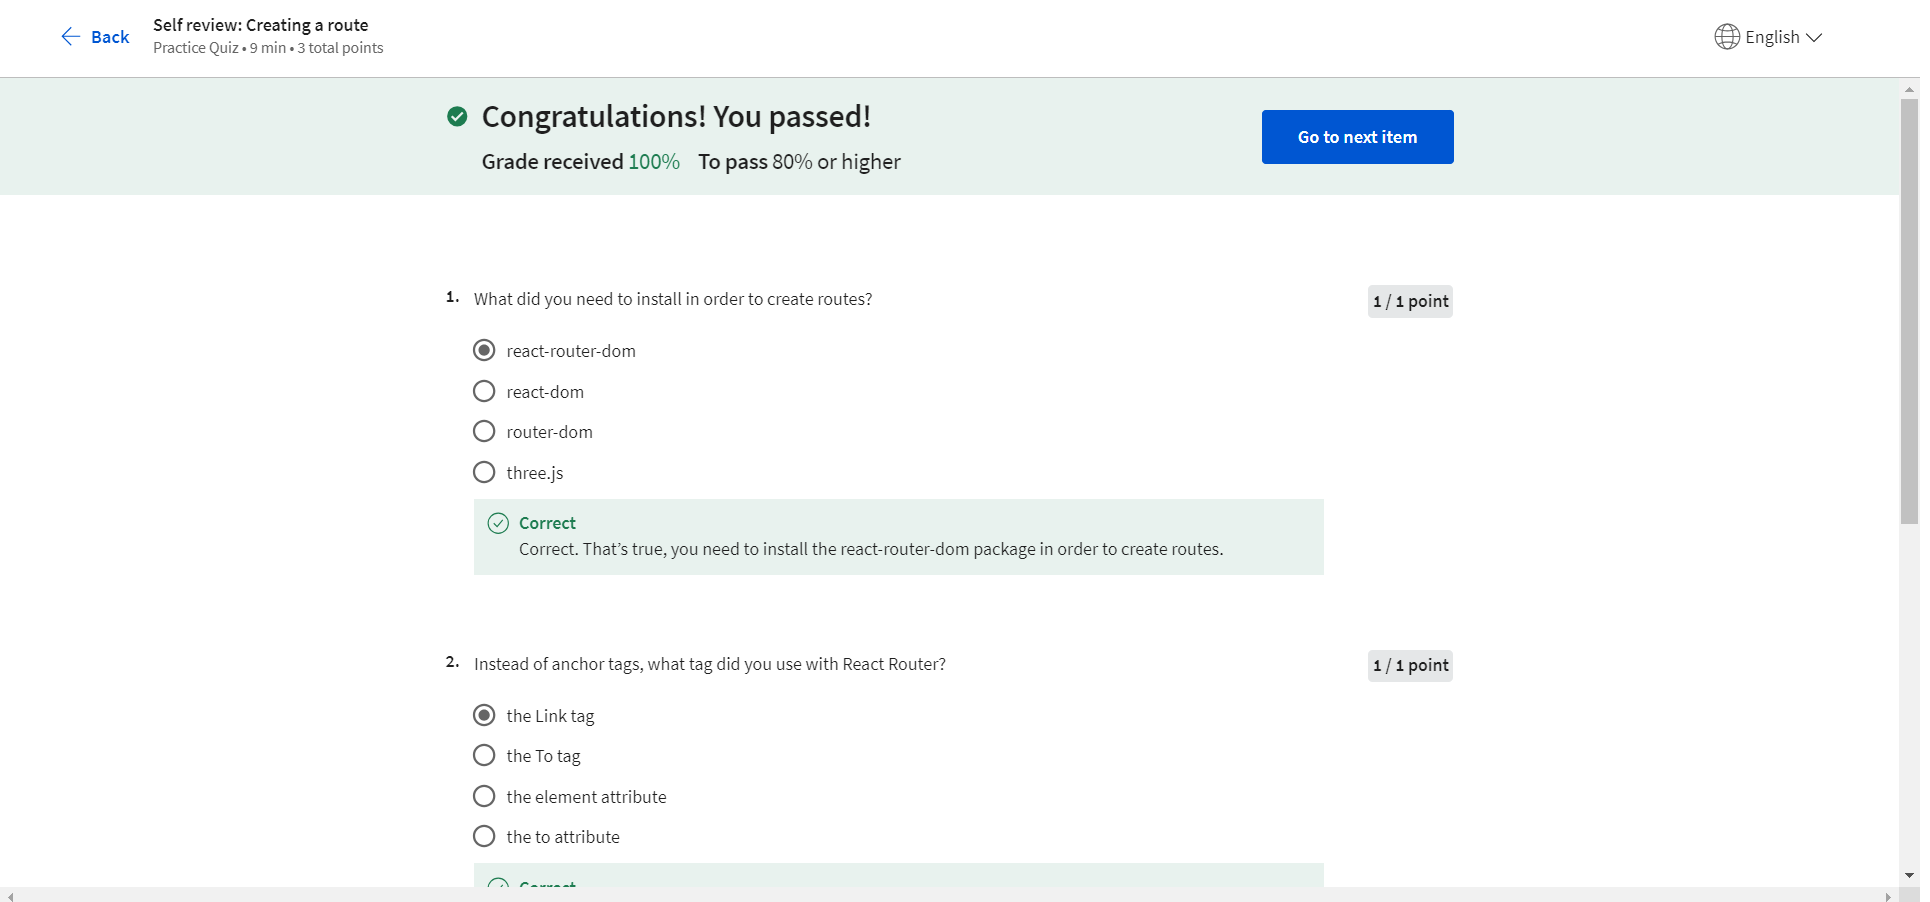 Back
Self review: Creating a route
Practice Quiz • 9 min • 3 total points
English
Congratulations! You passed!
Grade received 100% To pass 80% or higher
Go to next item
1. What did you need to install in order to create routes?
1 / 1 point
react-router-dom
react-dom
router-dom
three.js
Correct
Correct. That’s true, you need to install the react-router-dom package in order to create routes.
2. Instead of anchor tags, what tag did you use with React Router?
1 / 1 point
the Link tag
the To tag
the element attribute
the to attribute
Correct